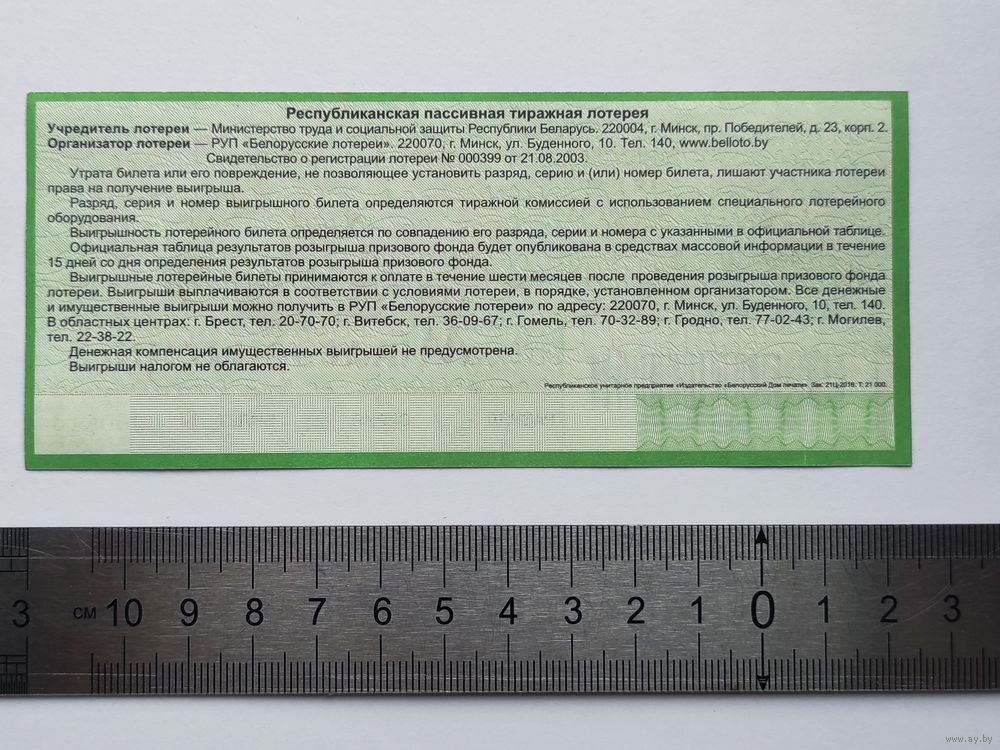 Республиканская пассивная тиражная лотерея
Учредитель лотереи — Министерство труда и социальной защиты Республики Беларусь. 220004, г. Минск, пр. Победителей, д. 23, корп. 2.
Организатор лотереи — РУП «Белорусские лотереи». 220070, г. Минск, ул. Буденного, 10. Тел. 140, www.belloto.by
Свидетельство о регистрации лотереи № 000399 от 21.08.2003.
Утрата билета или его повреждение, не позволяющее установить разряд, серию и (или) номер билета, лишают участника лотереи
права на получение выигрыша.
Разряд, серия и номер выигрышного билета определяются тиражной комиссией с использованием специального лотерейного
оборудования.
Выигрышность лотерейного билета определяется по совпадению его разряда, серии и номера с указанными в официальной таблице.
Официальная таблица результатов розыгрыша призового фонда будет опубликована в средствах массовой информации в течение
15 дней со дня определения результатов розыгрыша призового фонда.
Выигрышные лотерейные билеты принимаются к оплате в течение шести месяцев после проведения розыгрыша призового фонда
лотереи. Выигрыши выплачиваются в соответствии с условиями лотереи, в порядке, установленном организатором. Все денежные
и имущественные выигрыши можно получить в РУП «Белорусские лотереи» по адресу: 220070, г. Минск, ул. Буденного, 10, тел. 140.
В областных центрах: г. Брест, тел. 20-70-70; г. Витебск, тел. 36-09-67; г. Гомель, тел. 70-32-89; г. Гродно, тел. 77-02-43; г. Могилев,
тел. 22-38-22.
Денежная компенсация имущественных выигрышей не предусмотрена.
Выигрыши налогом не облагаются.
Республиканское унитарное предприятие «Издательство «Белорусский Дом печати». Зак. 21Ц-2018. Т. 21 000.
3 см 10 9 8 7 6 5 4 3 2 1 0 1 2 3
www.ay.by